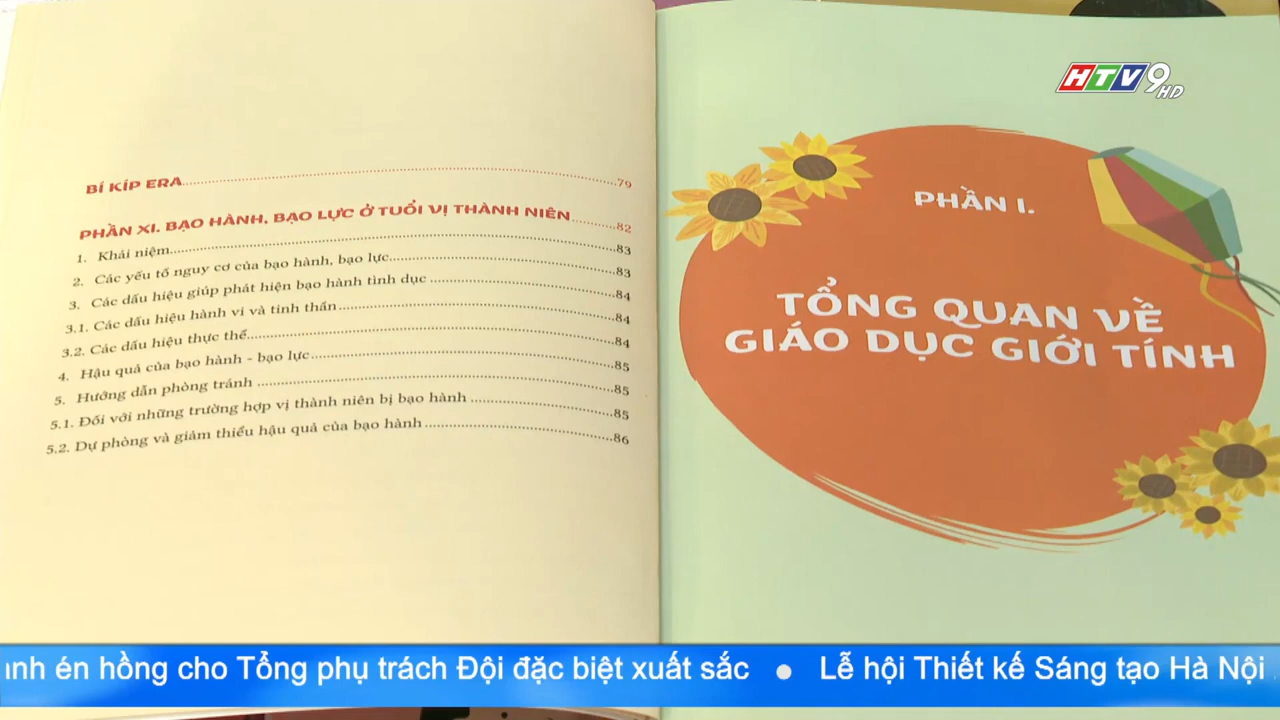 BÍ KÍP ERA.....79
PHẦN XI. BẠO HÀNH, BẠO LỰC Ở TUỔI VỊ THÀNH NIÊN.....82
1. Khái niệm.....83
2. Các yếu tố nguy cơ của bạo hành, bạo lực.....83
3. Các dấu hiệu giúp phát hiện bạo hành tình dục.....84
3.1. Các dấu hiệu hành vi và tinh thần.....84
3.2. Các dấu hiệu thực thể.....84
4. Hậu quả của bạo hành - bạo lực.....85
5. Hướng dẫn phòng tránh.....85
5.1. Đối với những trường hợp vị thành niên bị bạo hành.....85
5.2. Dự phòng và giảm thiểu hậu quả của bạo hành.....86
HTV9 HD
PHẦN I.
TỔNG QUAN VỀ
GIÁO DỤC GIỚI TÍNH
én hồng cho Tổng phụ trách Đội đặc biệt xuất sắc • Lễ hội Thiết kế Sáng tạo Hà Nội